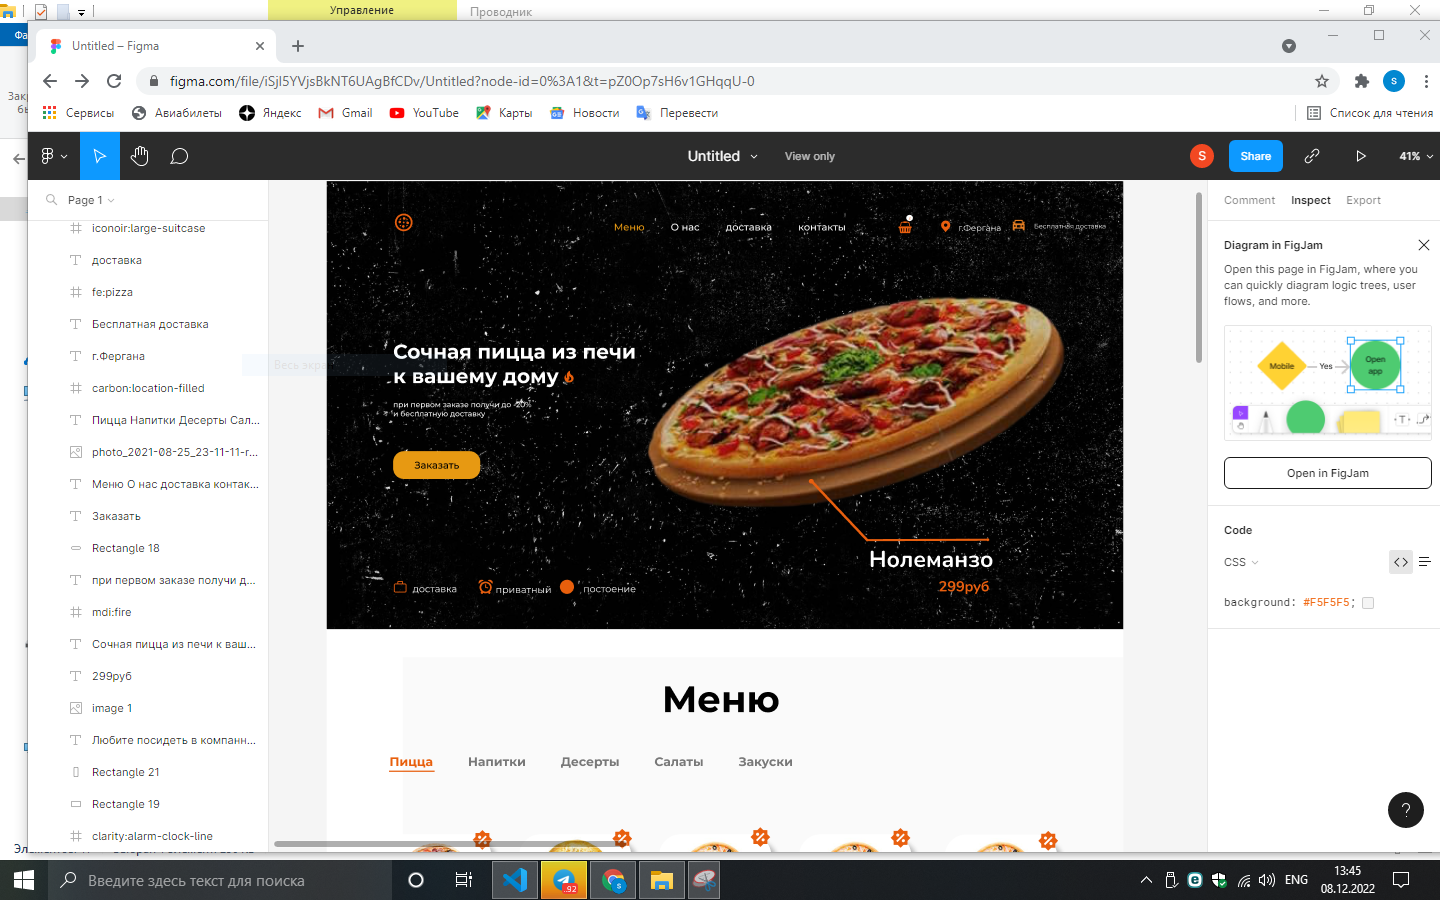 Управление
Проводник
Untitled – Figma
figma.com/file/iSjI5YVjsBkNT6UAgBfCDv/Untitled?node-id=0%3A1&t=pZ0Op7sH6v1GHqqU-0
S
Сервисы
Авиабилеты
Яндекс
Gmail
YouTube
Карты
Новости
Перевести
Список для чтения
Untitled
View only
S
Share
41%
Page 1
Comment
Inspect
Export
iconoir:large-suitcase
доставка
fe:pizza
Бесплатная доставка
г.Фергана
carbon:location-filled
Пицца Напитки Десерты Сал...
photo_2021-08-25_23-11-11-r...
Меню О нас доставка контак...
Заказать
Rectangle 18
при первом заказе получи д...
mdi:fire
Сочная пицца из печи к ваш...
299руб
image 1
Любите посидеть в компанн...
Rectangle 21
Rectangle 19
clarity:alarm-clock-line
Меню
О нас
доставка
контакты
г.Фергана
Бесплатная доставка
Сочная пицца из печи
к вашему дому
при первом заказе получи до -20%
и бесплатную доставку
Заказать
Нолеманзо
299руб
доставка
приватный
постоение
Меню
Пицца
Напитки
Десерты
Салаты
Закуски
Diagram in FigJam
Open this page in FigJam, where you
can quickly diagram logic trees, user
flows, and more.
Mobile
Yes
Open
app
Open in FigJam
Code
CSS
background: #F5F5F5;
?
Введите здесь текст для поиска
92
ENG
13:45
08.12.2022